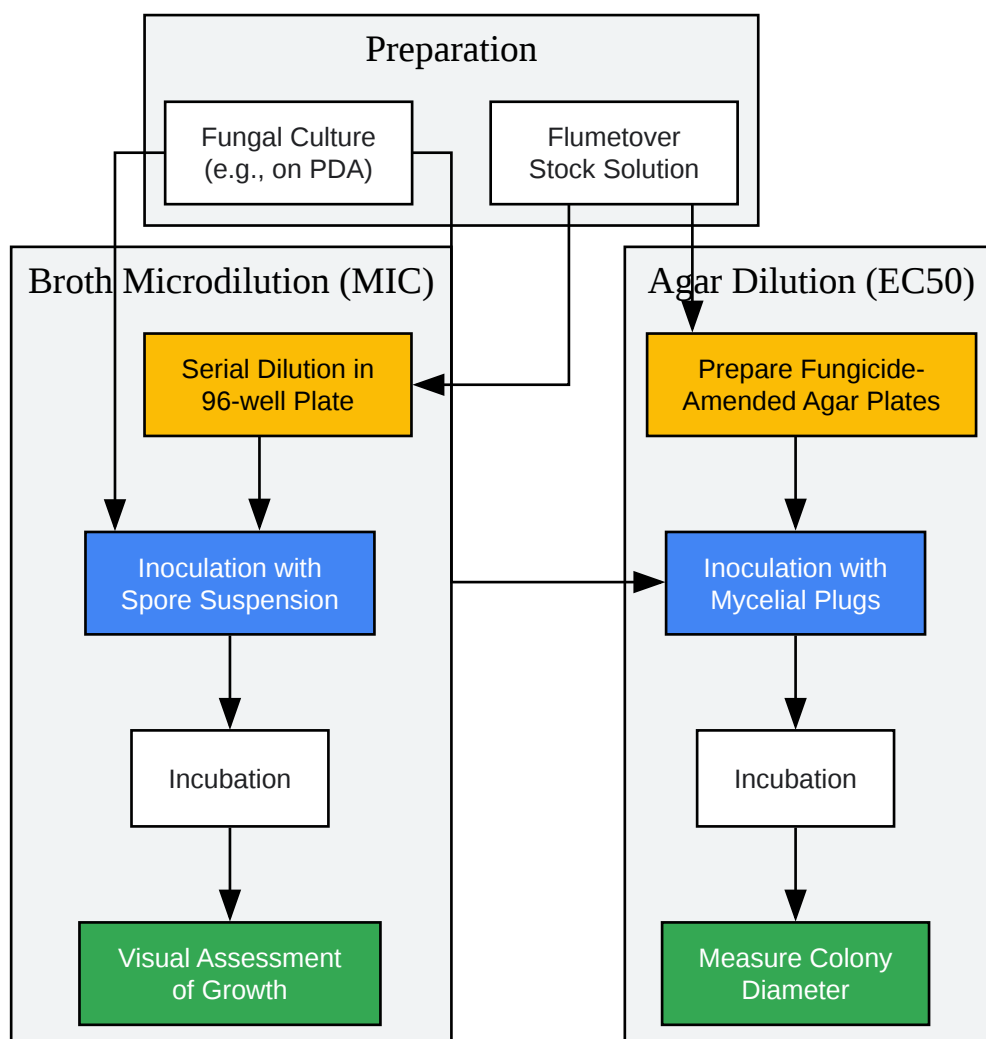 Preparation
Fungal Culture
(e.g., on PDA)
Flumetover
Stock Solution
Broth Microdilution (MIC)
Serial Dilution in
96-well Plate
Inoculation with
Spore Suspension
Incubation
Visual Assessment
of Growth
Agar Dilution (EC50)
Prepare Fungicide-
Amended Agar Plates
Inoculation with
Mycelial Plugs
Incubation
Measure Colony
Diameter